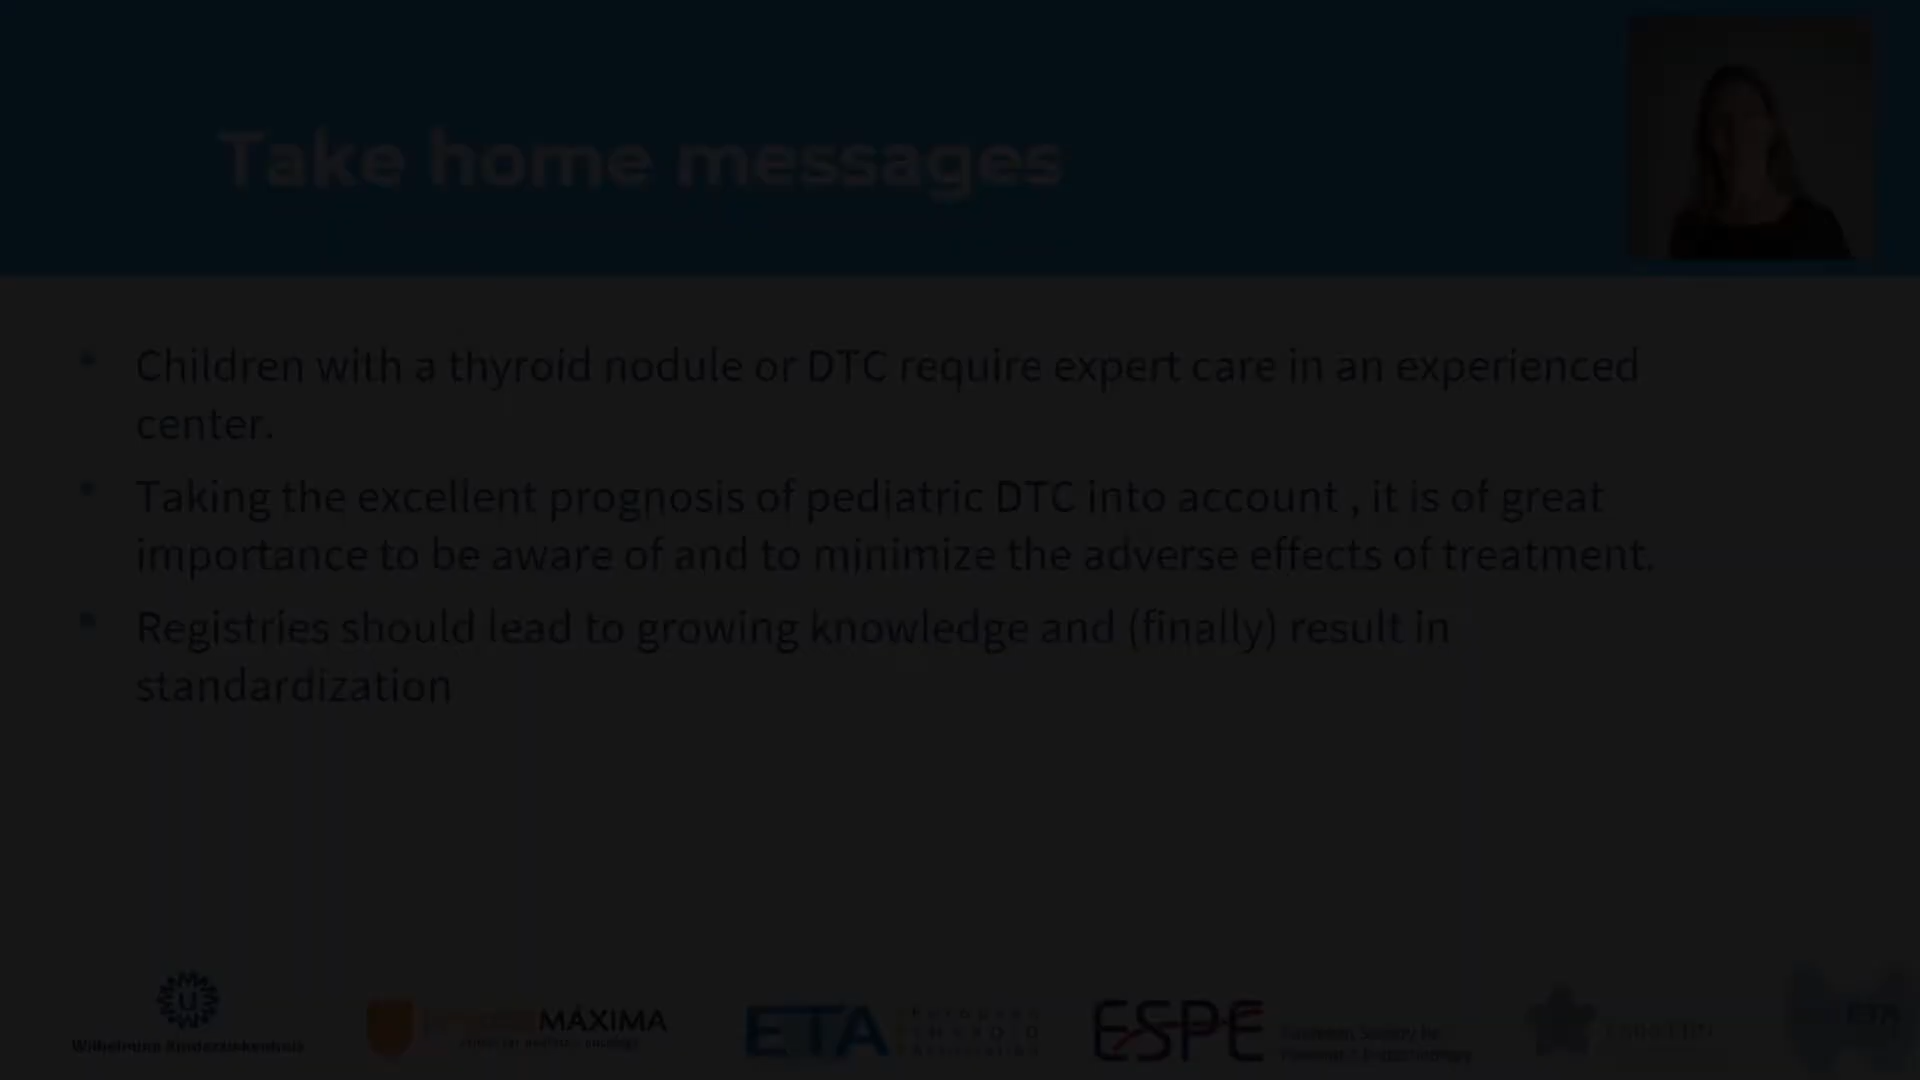 Take home messages
Children with a thyroid nodule or DTC require expert care in an experienced
center.
Taking the excellent prognosis of pediatric DTC into account , it is of great
importance to be aware of and to minimize the adverse effects of treatment.
Registries should lead to growing knowledge and (finally) result in
standardization
Wilhelmina Kinderziekenhuis
MÁXIMA
ETA
ESPE